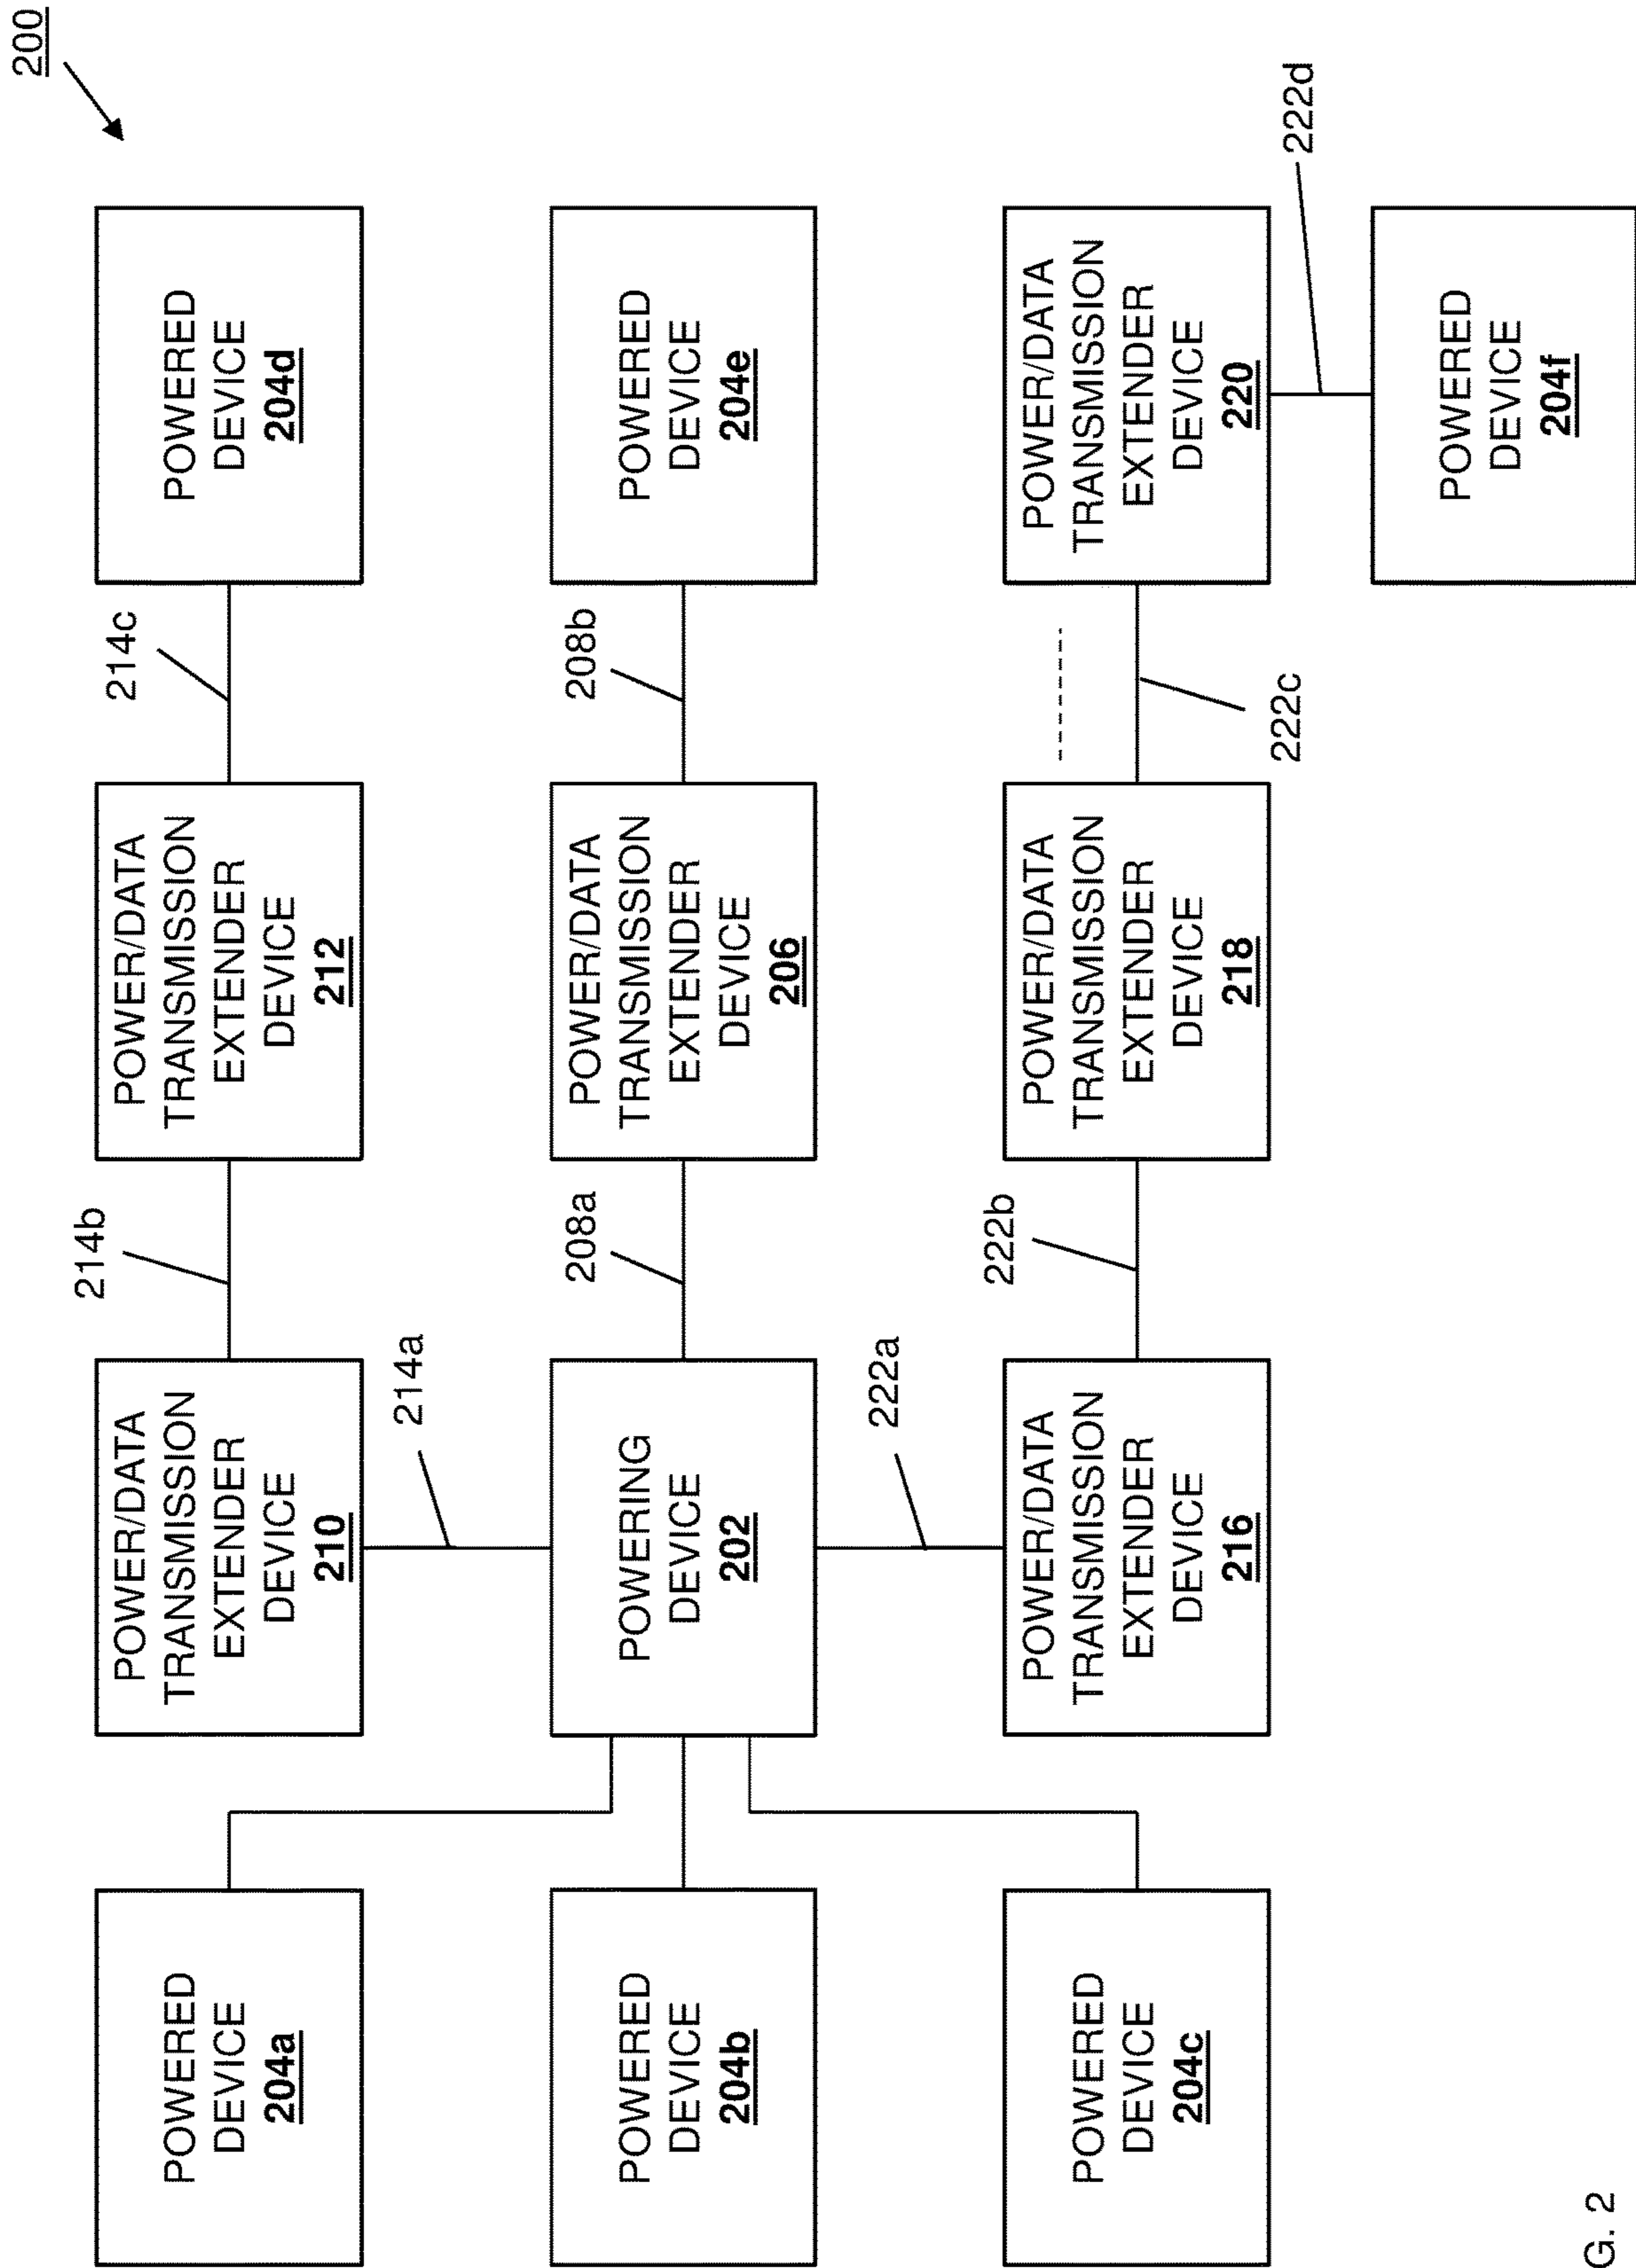 200
POWERED
DEVICE
204a
POWER/DATA
TRANSMISSION
EXTENDER
DEVICE
210
214b
POWER/DATA
TRANSMISSION
EXTENDER
DEVICE
212
214c
POWERED
DEVICE
204d
214a
POWERED
DEVICE
204b
POWERING
DEVICE
202
208a
POWER/DATA
TRANSMISSION
EXTENDER
DEVICE
206
208b
POWERED
DEVICE
204e
222a
POWERED
DEVICE
204c
POWER/DATA
TRANSMISSION
EXTENDER
DEVICE
216
222b
POWER/DATA
TRANSMISSION
EXTENDER
DEVICE
218
222c
POWER/DATA
TRANSMISSION
EXTENDER
DEVICE
220
222d
POWERED
DEVICE
204f
G. 2